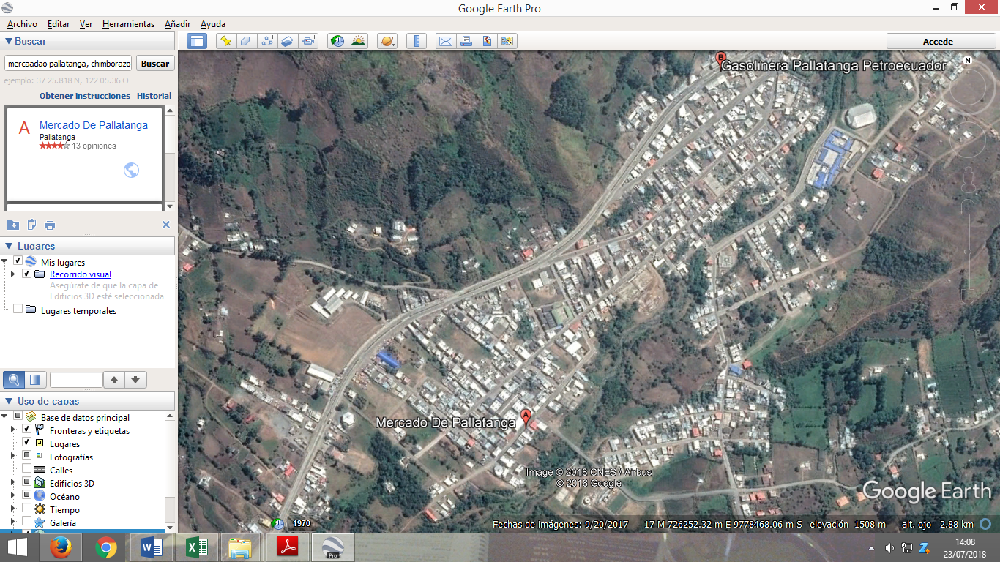 Google Earth Pro
Archivo Editar Ver Herramientas Añadir Ayuda
Buscar
mercaadao pallatanga, chimborazo
Buscar
ejemplo: 37 25.818 N, 122 05.36 O
Obtener instrucciones Historial
A
Mercado De Pallatanga
Pallatanga
13 opiniones
Lugares
Mis lugares
Recorrido visual
Asegúrate de que la capa de
Edificios 3D esté seleccionada
Lugares temporales
Uso de capas
Base de datos principal
Fronteras y etiquetas
Lugares
Fotografías
Calles
Edificios 3D
Océano
Tiempo
Galería
Accede
N
B
Gasolinera Pallatanga Petroecuador
Mercado De Pallatanga
A
Image © 2018 CNES / Airbus
© 2018 Google
Google Earth
1970
Fechas de imágenes: 9/20/2017 17 M 726252.32 m E 9778468.06 m S elevación 1508 m alt. ojo 2.88 km
Pro
14:08
23/07/2018